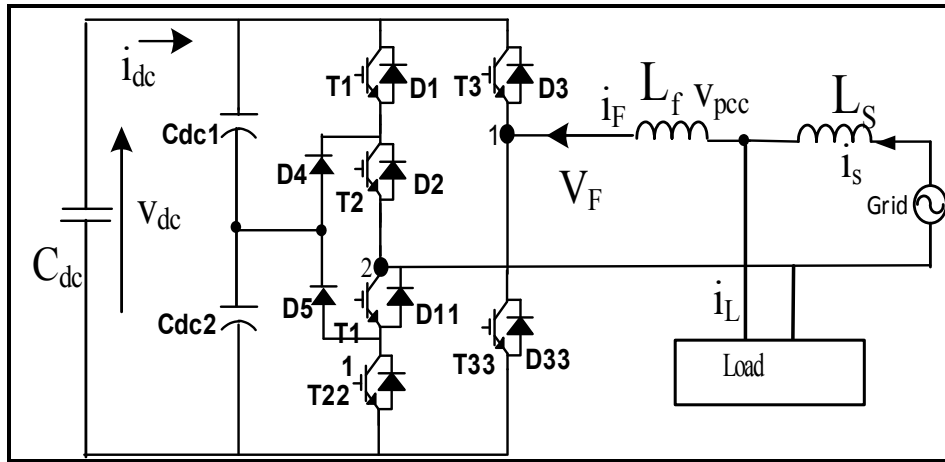 i_dc
T1
D1
T3
D3
i_F
L_f
v_pcc
L_S
1
Cdc1
D4
D2
i_s
T2
V_F
Grid
v_dc
C_dc
2
D5
D11
i_L
Cdc2
T1
T33
D33
Load
1
T22